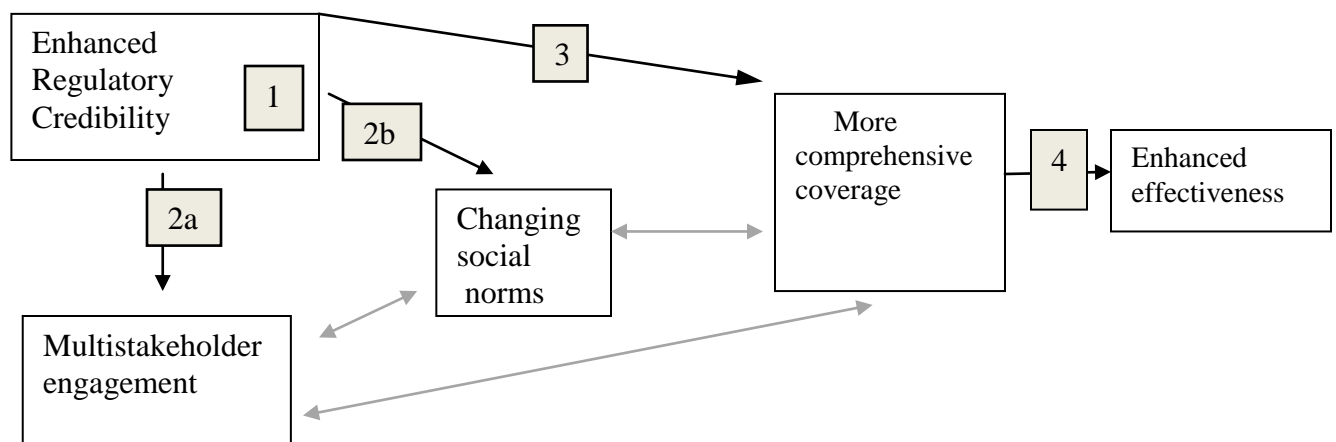 Enhanced
Regulatory
Credibility
1
3
2b
2a
Changing
social
norms
Multistakeholder
engagement
More
comprehensive
coverage
4
Enhanced
effectiveness